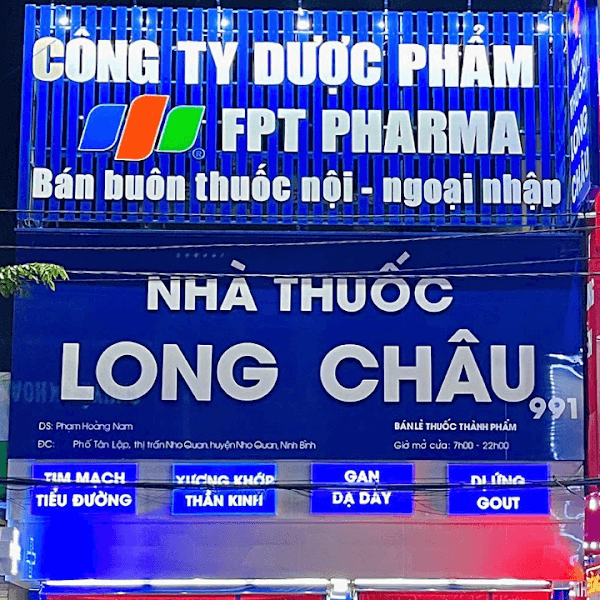 CÔNG TY DƯỢC PHẨM
FPT PHARMA
Bán buôn thuốc nội - ngoại nhập
LONG
CHÂU
NHÀ THUỐC
LONG CHÂU
991
DS: Phạm Hoàng Nam
ĐC: Phố Tân Lập, thị trấn Nho Quan, huyện Nho Quan, Ninh Bình
BÁN LẺ THUỐC THÀNH PHẨM
Giờ mở cửa: 7h00 - 22h00
TIM MẠCH
TIỂU ĐƯỜNG
XƯƠNG KHỚP
THẦN KINH
GAN
DẠ DÀY
DỊ ỨNG
GOUT